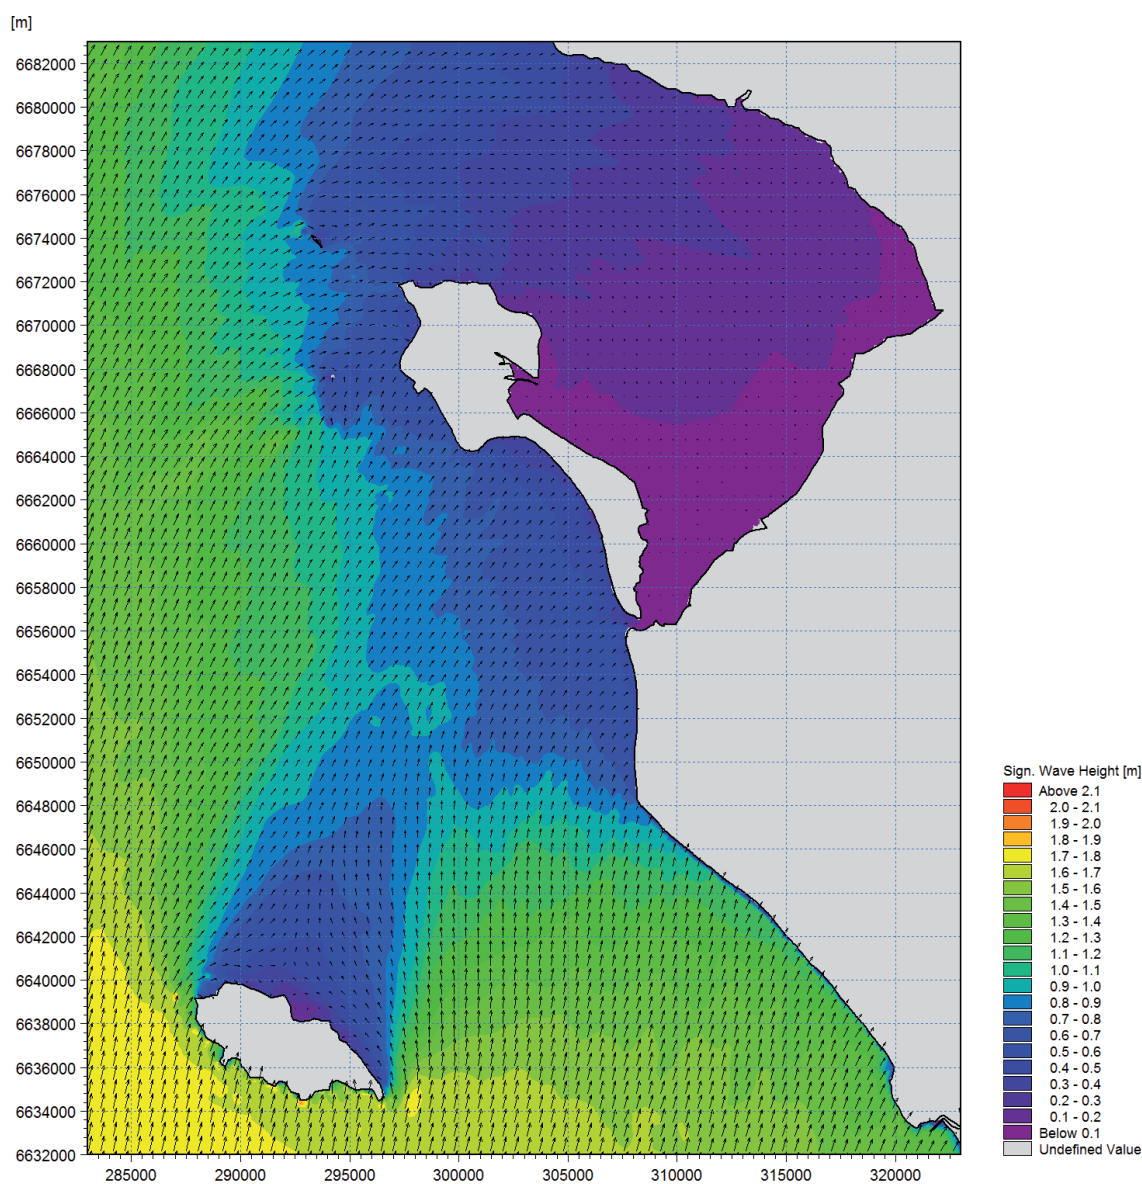 [m]
6682000
6680000
6678000
6676000
6674000
6672000
6670000
6668000
6666000
6664000
6662000
6660000
6658000
6656000
6654000
6652000
6650000
6648000
6646000
6644000
6642000
6640000
6638000
6636000
6634000
6632000
285000 290000 295000 300000 305000 310000 315000 320000
Sign. Wave Height [m]
Above 2.1
2.0 - 2.1
1.9 - 2.0
1.8 - 1.9
1.7 - 1.8
1.6 - 1.7
1.5 - 1.6
1.4 - 1.5
1.3 - 1.4
1.2 - 1.3
1.1 - 1.2
1.0 - 1.1
0.9 - 1.0
0.8 - 0.9
0.7 - 0.8
0.6 - 0.7
0.5 - 0.6
0.4 - 0.5
0.3 - 0.4
0.2 - 0.3
0.1 - 0.2
Below 0.1
Undefined Value